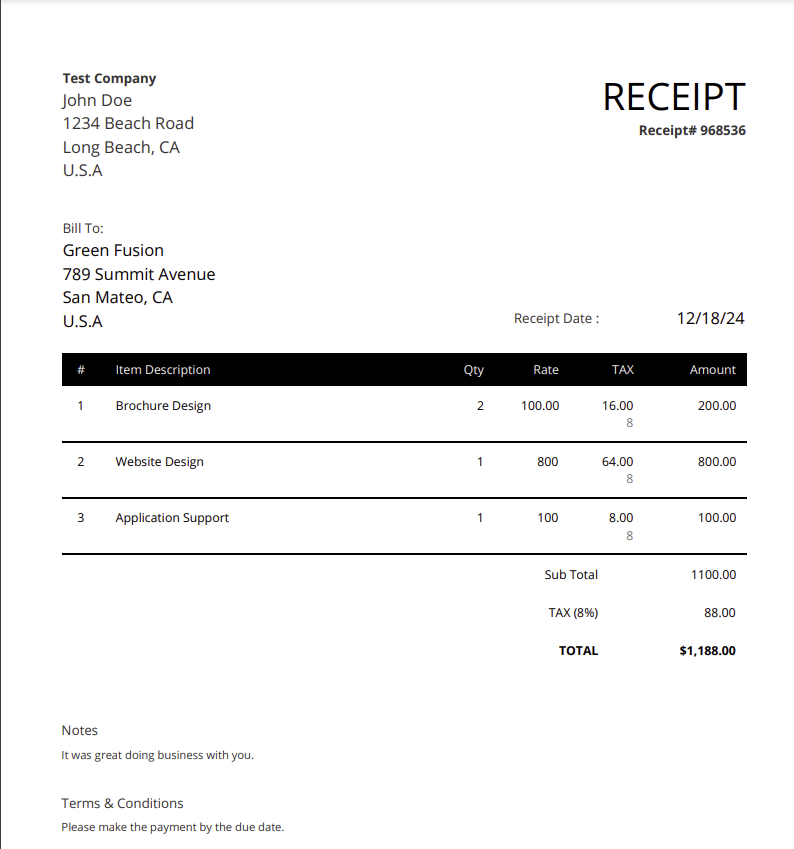 Test Company
John Doe
1234 Beach Road
Long Beach, CA
U.S.A
RECEIPT
Receipt# 968536
Bill To:
Green Fusion
789 Summit Avenue
San Mateo, CA
U.S.A
Receipt Date : 12/18/24
# Item Description Qty Rate TAX Amount
1 Brochure Design 2 100.00 16.00 200.00
8
2 Website Design 1 800 64.00 800.00
8
3 Application Support 1 100 8.00 100.00
8
Sub Total 1100.00
TAX (8%) 88.00
TOTAL $1,188.00
Notes
It was great doing business with you.
Terms & Conditions
Please make the payment by the due date.